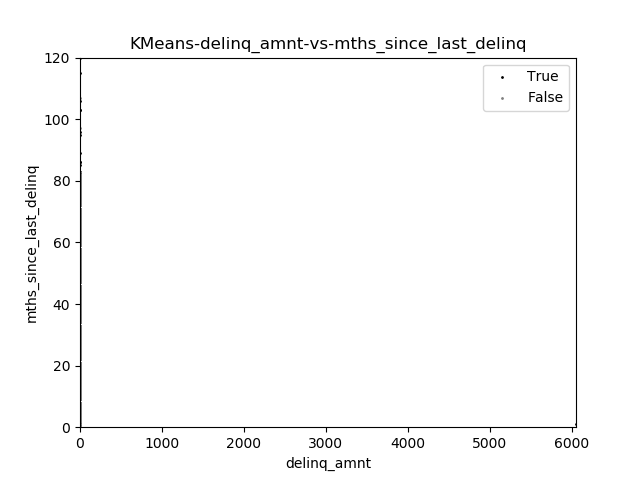 KMeans-delinq_amnt-vs-mths_since_last_delinq
True
False
120
100
80
60
40
20
0
mths_since_last_delinq
0 1000 2000 3000 4000 5000 6000
delinq_amnt